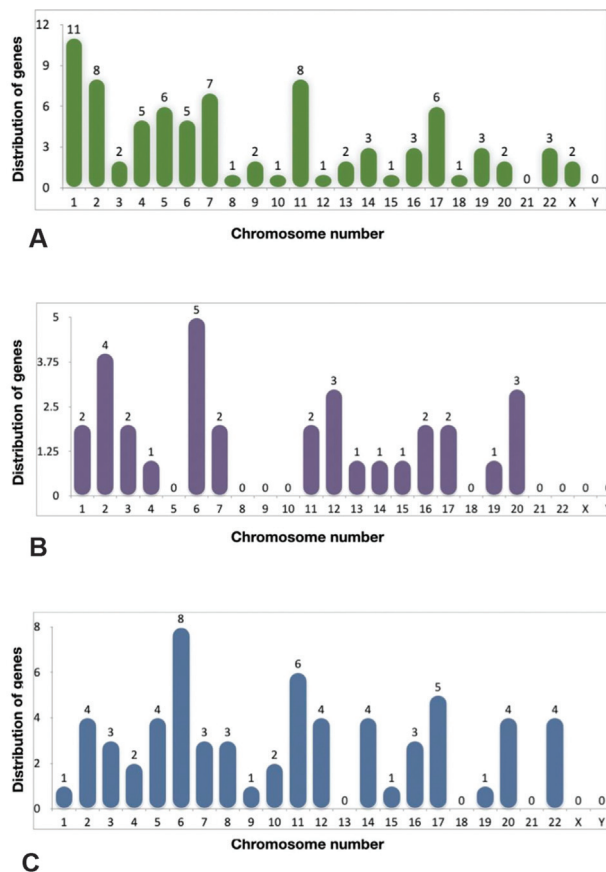 Distribution of genes
12
9
6
3
0
11 8 2 5 6 5 7 1 2 1 8 1 2 3 1 3 6 1 3 2 0 3 2 0
1 2 3 4 5 6 7 8 9 10 11 12 13 14 15 16 17 18 19 20 21 22 X Y
A
Chromosome number
Distribution of genes
5
3.75
2.5
1.25
0
2 4 2 1 0 5 2 0 0 0 2 3 1 1 1 2 2 0 1 3 0 0 0
1 2 3 4 5 6 7 8 9 10 11 12 13 14 15 16 17 18 19 20 21 22 X
B
Chromosome number
Distribution of genes
8
6
4
2
0
1 4 3 2 4 8 3 3 1 2 6 4 0 4 1 3 5 0 1 4 0 4 0 0
1 2 3 4 5 6 7 8 9 10 11 12 13 14 15 16 17 18 19 20 21 22 X Y
C
Chromosome number